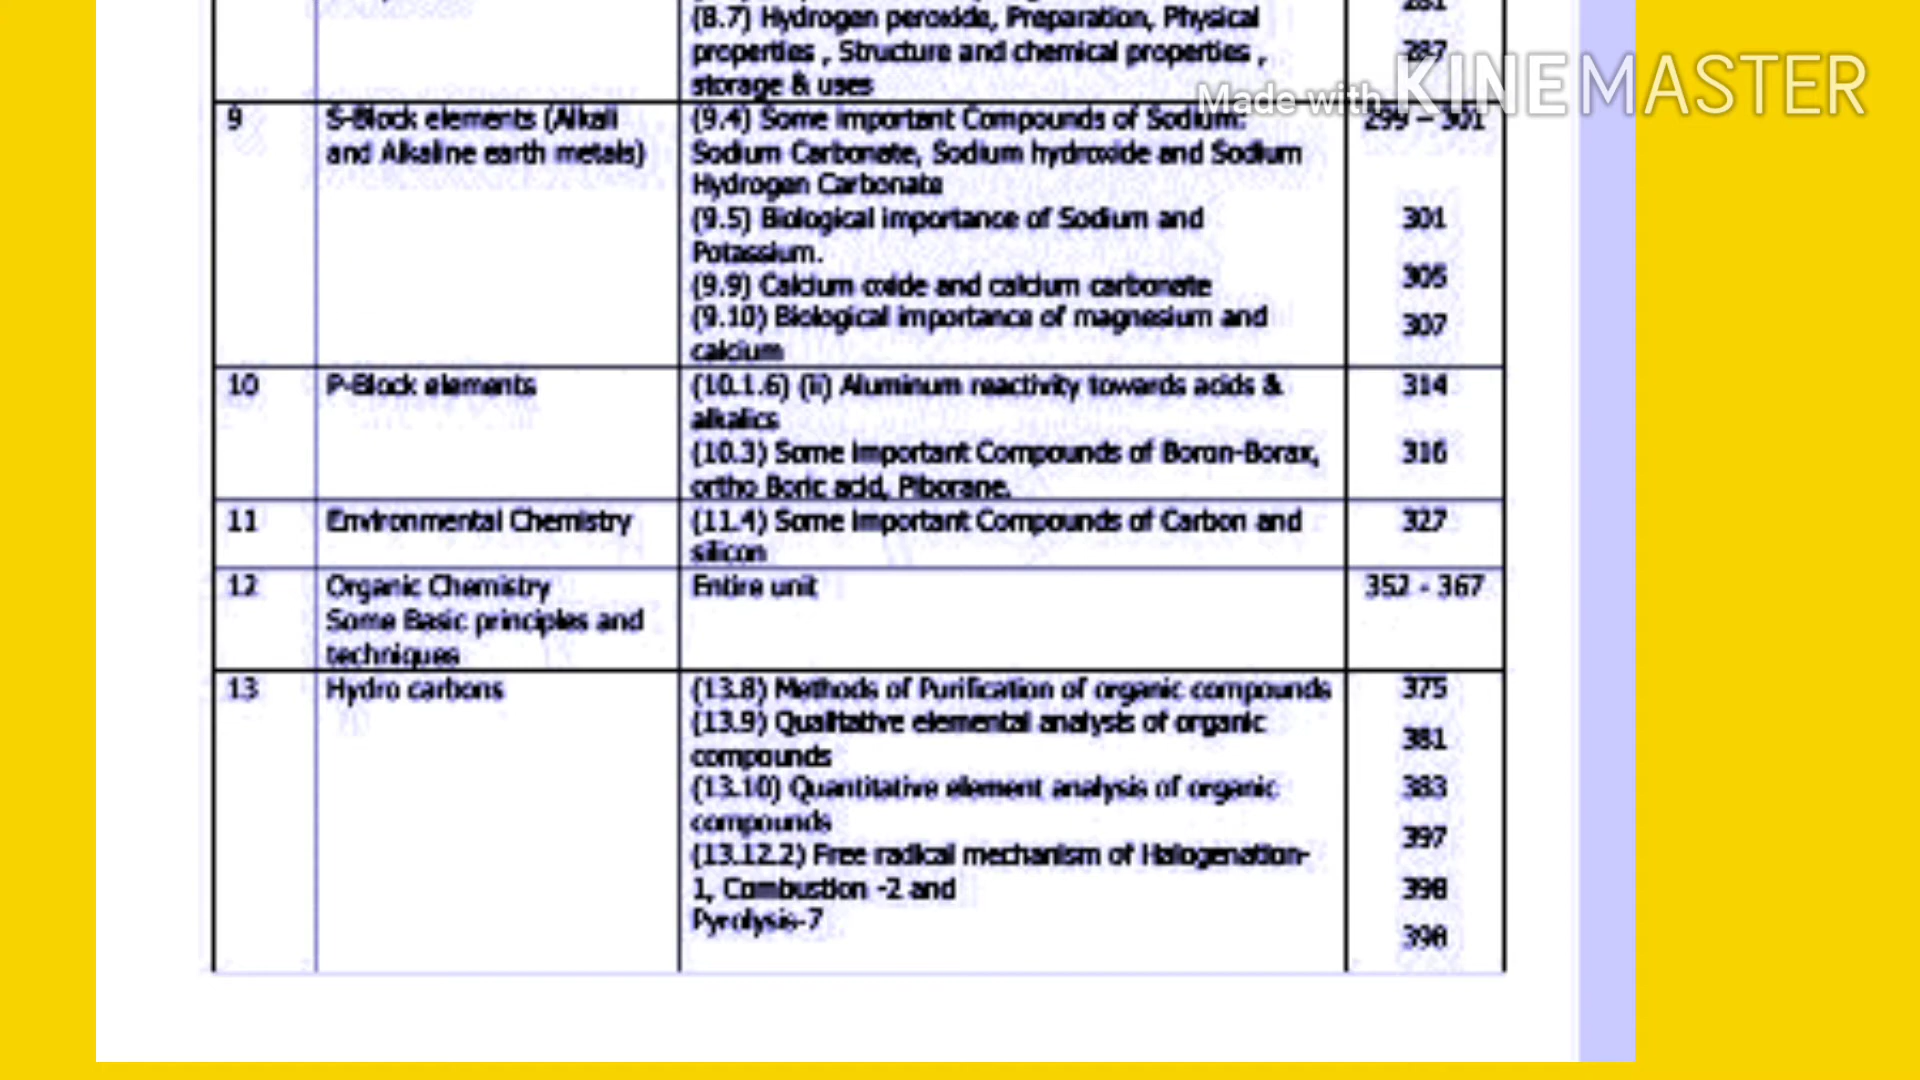 281
(8.7) Hydrogen peroxide, Preparation, Physical
properties , Structure and chemical properties ,
storage & uses
287
Made with KINEMASTER
9
S-Block elements (Alkali
and Alkaline earth metals)
(9.4) Some important Compounds of Sodium:
Sodium Carbonate, Sodium hydroxide and Sodium
Hydrogen Carbonate
(9.5) Biological importance of Sodium and
Potassium.
(9.9) Calcium oxide and calcium carbonate
(9.10) Biological importance of magnesium and
calcium
299 – 301
301
305
307
10
P-Block elements
(10.1.6) (ii) Aluminum reactivity towards acids &
alkalics
(10.3) Some important Compounds of Boron-Borax,
ortho Boric acid, Piborane.
314
316
11
Environmental Chemistry
(11.4) Some important Compounds of Carbon and
silicon
327
12
Organic Chemistry
Some Basic principles and
techniques
Entire unit
352 - 367
13
Hydro carbons
(13.8) Methods of Purification of organic compounds
(13.9) Qualitative elemental analysis of organic
compounds
(13.10) Quantitative element analysis of organic
compounds
(13.12.2) Free radical mechanism of Halogenation-
1, Combustion -2 and
Pyrolysis-7
375
381
383
397
398
398